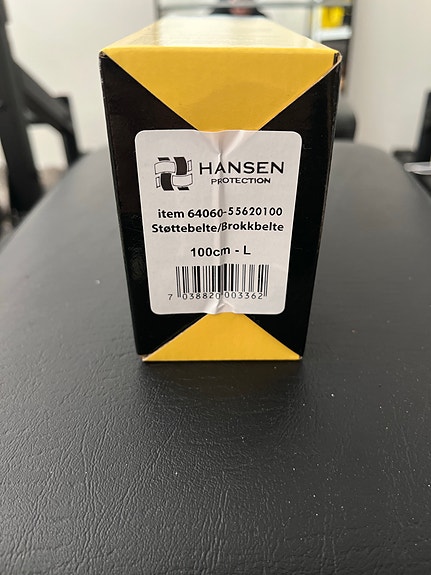 HANSEN
PROTECTION
item 64060-55620100
Støttebelte/Brokkbelte
100cm - L
7 038820 003362